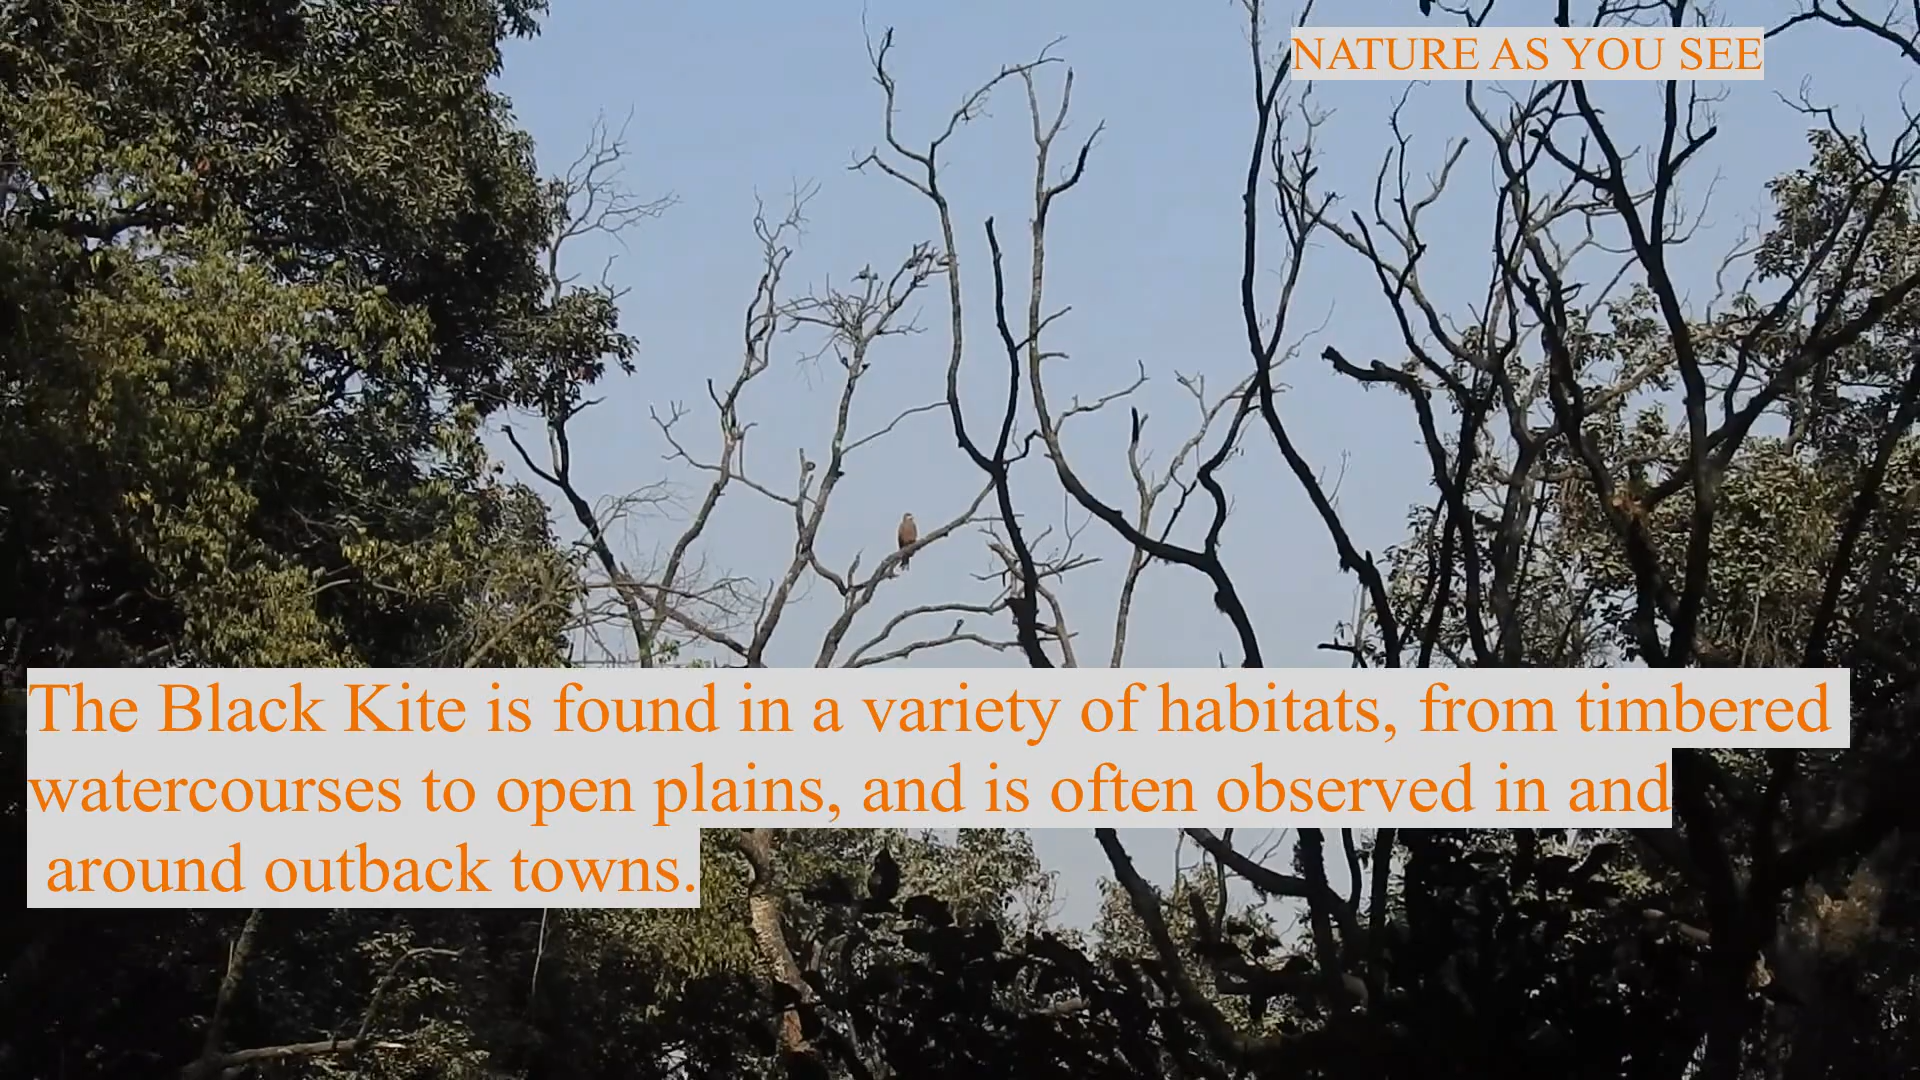 NATURE AS YOU SEE
The Black Kite is found in a variety of habitats, from timbered
watercourses to open plains, and is often observed in and
around outback towns.